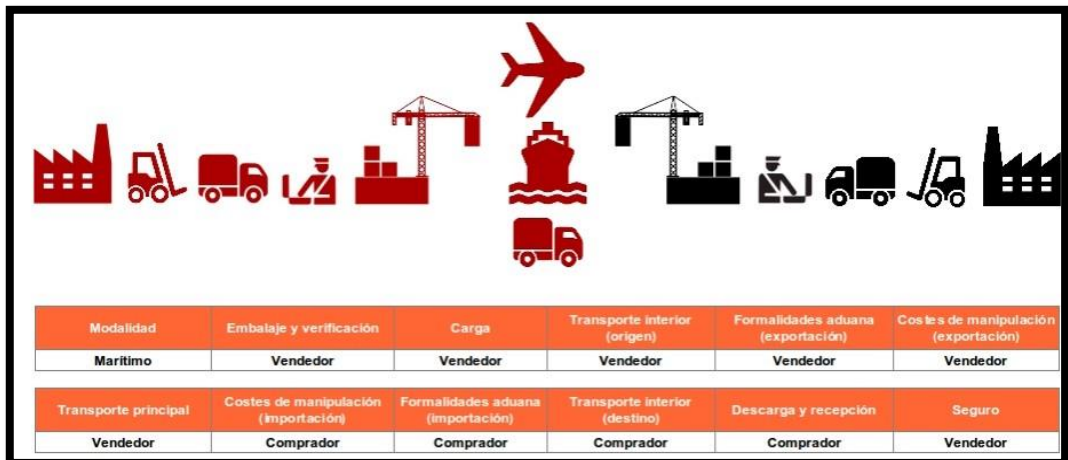 Modalidad
Embalaje y verificación
Carga
Transporte interior
(origen)
Formalidades aduana
(exportación)
Costes de manipulación
(exportación)
Marítimo
Vendedor
Vendedor
Vendedor
Vendedor
Vendedor
Transporte principal
Costes de manipulación
(importación)
Formalidades aduana
(importación)
Transporte interior
(destino)
Descarga y recepción
Seguro
Vendedor
Comprador
Comprador
Comprador
Comprador
Vendedor